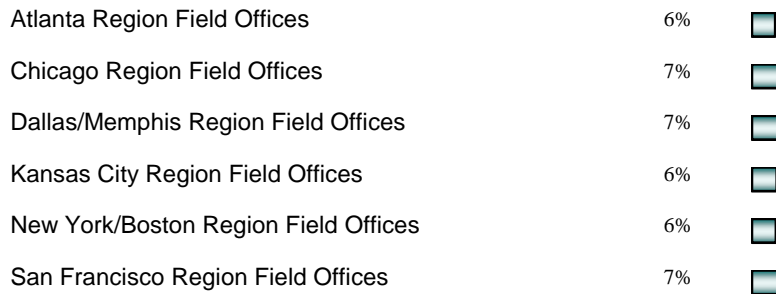 Atlanta Region Field Offices 6%
Chicago Region Field Offices 7%
Dallas/Memphis Region Field Offices 7%
Kansas City Region Field Offices 6%
New York/Boston Region Field Offices 6%
San Francisco Region Field Offices 7%